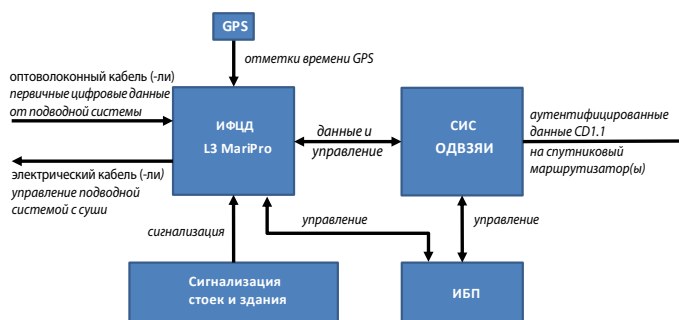 GPS
отметки времени GPS
оптоволоконный кабель (-ли)
первичные цифровые данные
от подводной системы
ИФЦД
L3 MariPro
данные и
управление
СИС
ОДВЗЯИ
аутентифицированные
данные CD1.1
на спутниковый
маршрутизатор(ы)
электрический кабель (-ли)
управление подводной
системой с суши
сигнализация
управление
управление
Сигнализация
стоек и здания
ИБП